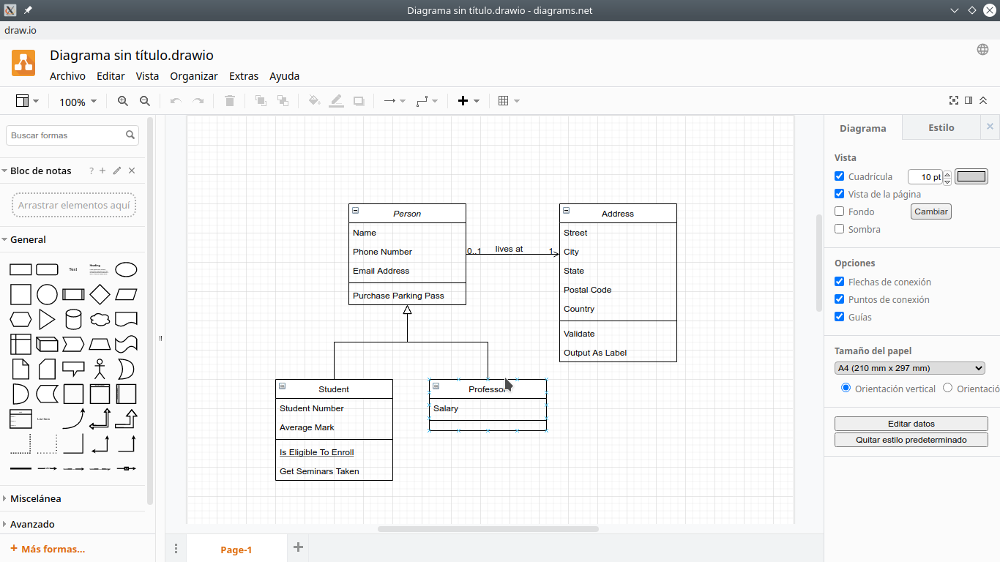 Diagrama sin título.drawio - diagrams.net
draw.io
Diagrama sin título.drawio
Archivo Editar Vista Organizar Extras Ayuda
100%
Buscar formas
Bloc de notas ?
Arrastrar elementos aquí
General
Text
Heading
List Item
Miscelánea
Avanzado
+ Más formas...
Person
Name
Phone Number
Email Address
Purchase Parking Pass
0..1 lives at 1
Address
Street
City
State
Postal Code
Country
Validate
Output As Label
Student
Student Number
Average Mark
Is Eligible To Enroll
Get Seminars Taken
Professor
Salary
Page-1
Diagrama Estilo
Vista
Cuadrícula 10 pt
Vista de la página
Fondo Cambiar
Sombra
Opciones
Flechas de conexión
Puntos de conexión
Guías
Tamaño del papel
A4 (210 mm x 297 mm)
Orientación vertical Orientació
Editar datos
Quitar estilo predeterminado